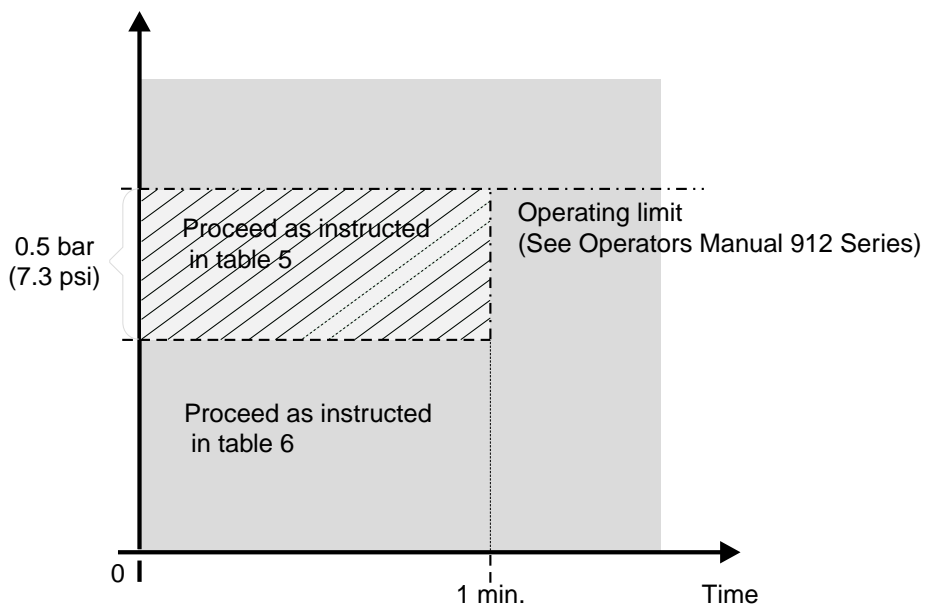 0.5 bar
(7.3 psi)
Proceed as instructed
in table 5
Operating limit
(See Operators Manual 912 Series)
Proceed as instructed
in table 6
0
1 min.
Time